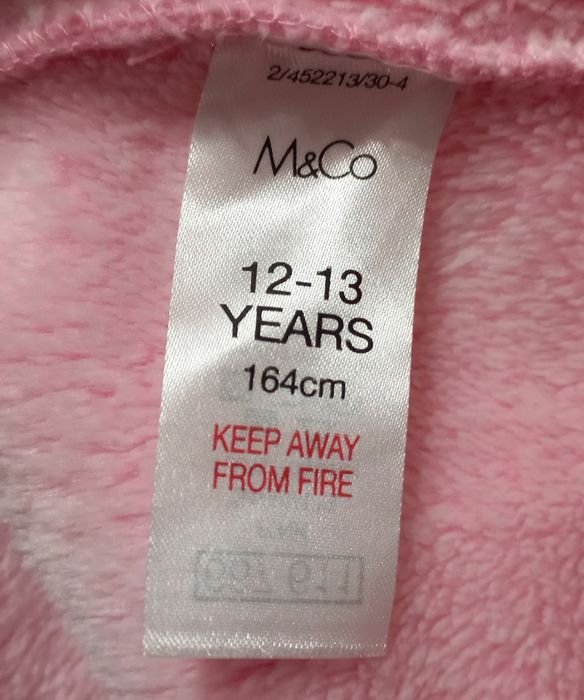 2/452213/30-4
M&Co
12-13
YEARS
164cm
KEEP AWAY
FROM FIRE